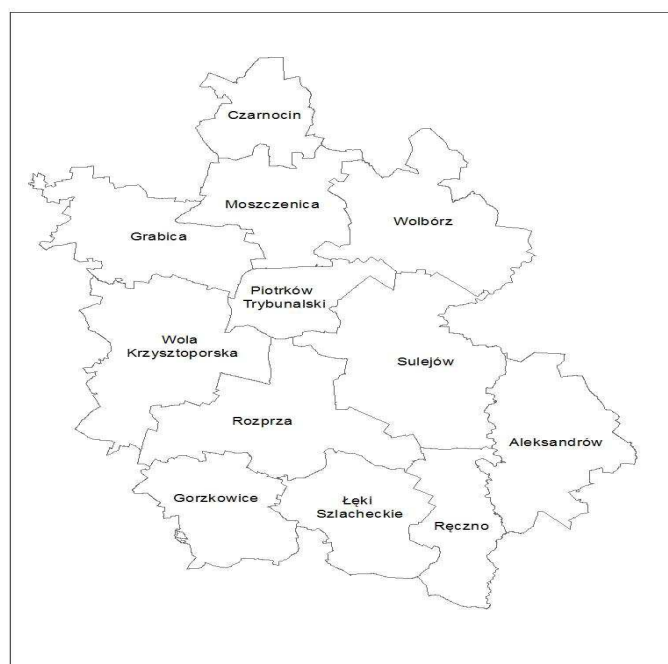 Czarnocin
Moszczenica
Wolbórz
Grabica
Piotrków
Trybunalski
Wola
Krzysztoporska
Sulejów
Rozprza
Aleksandrów
Gorzkowice
Łęki
Szlacheckie
Ręczno